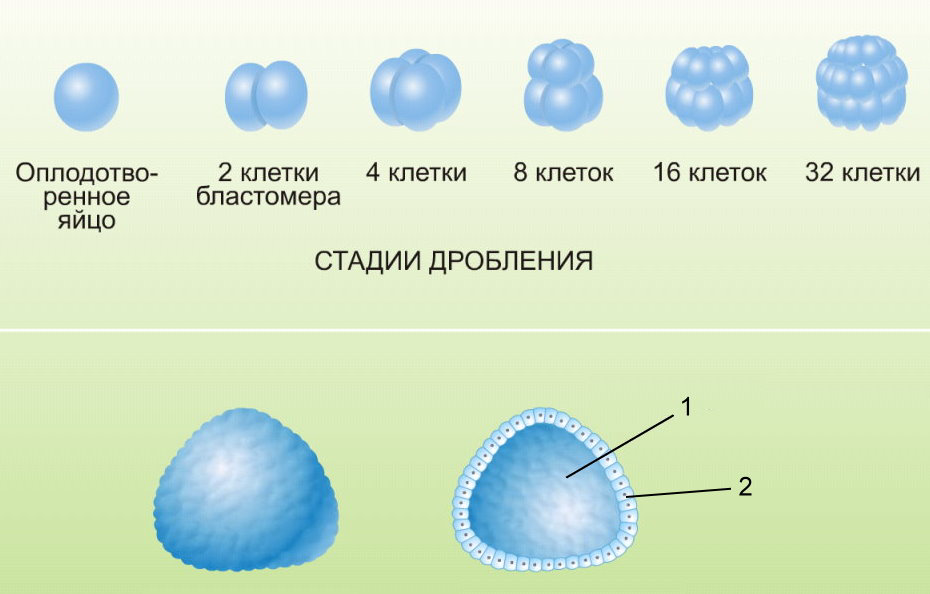 Оплодотво-
ренное
яйцо
2 клетки
бластомера
4 клетки
8 клеток
16 клеток
32 клетки
СТАДИИ ДРОБЛЕНИЯ
1
2